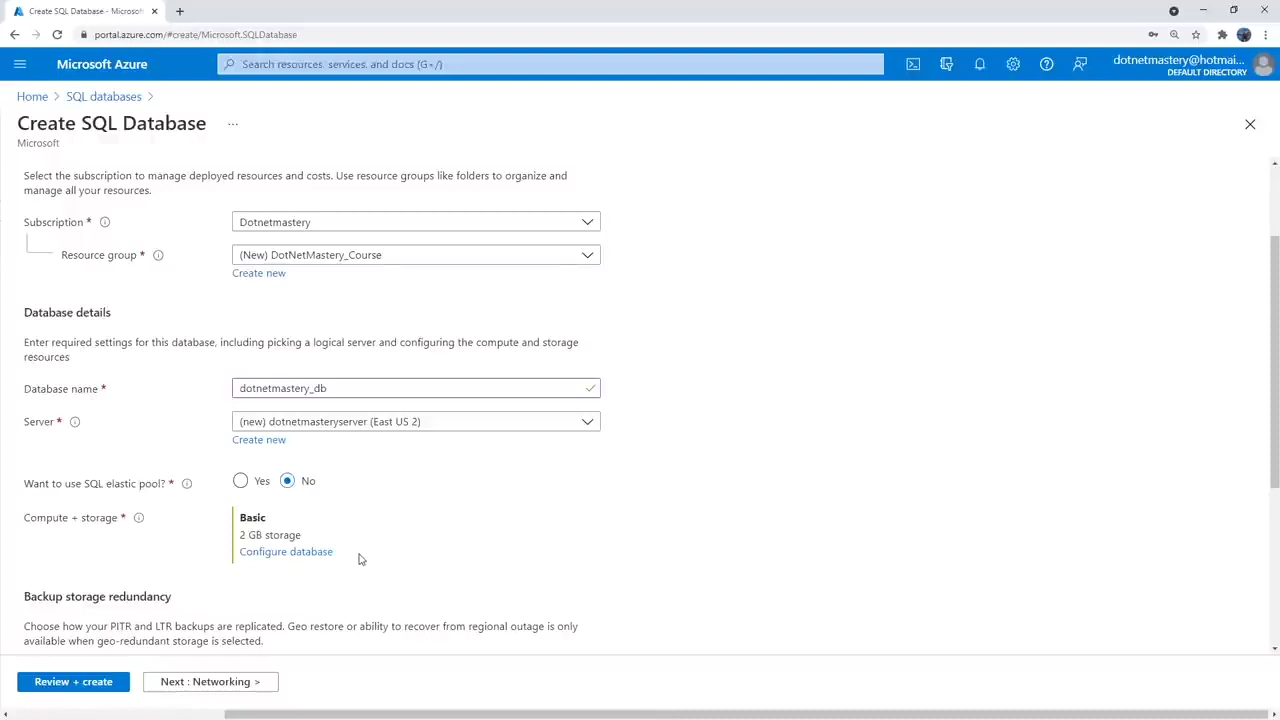 Create SQL Database - Microsoft
portal.azure.com/#create/Microsoft.SQLDatabase
Microsoft Azure
Search resources, services, and docs (G+/)
dotnetmastery@hotmai...
DEFAULT DIRECTORY
Home > SQL databases >
Create SQL Database ...
Microsoft
Select the subscription to manage deployed resources and costs. Use resource groups like folders to organize and
manage all your resources.
Subscription *
Dotnetmastery
Resource group *
(New) DotNetMastery_Course
Create new
Database details
Enter required settings for this database, including picking a logical server and configuring the compute and storage
resources
Database name *
dotnetmastery_db
Server *
(new) dotnetmasteryserver (East US 2)
Create new
Want to use SQL elastic pool? *
Yes No
Compute + storage *
Basic
2 GB storage
Configure database
Backup storage redundancy
Choose how your PITR and LTR backups are replicated. Geo restore or ability to recover from regional outage is only
available when geo-redundant storage is selected.
Review + create
Next : Networking >